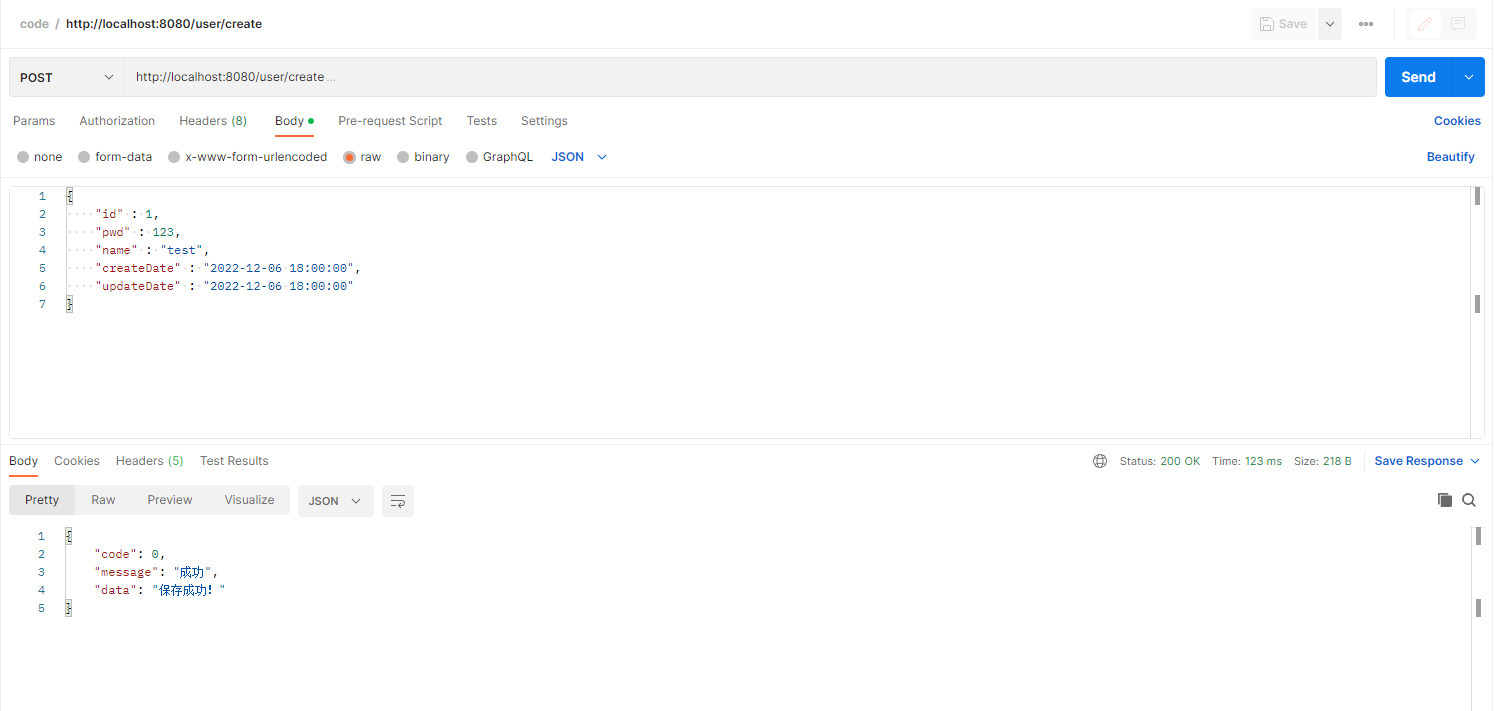 code / http://localhost:8080/user/create
Save
POST
http://localhost:8080/user/create ...
Send
Params Authorization Headers (8) Body Pre-request Script Tests Settings Cookies
none form-data x-www-form-urlencoded raw binary GraphQL JSON Beautify
1 {
2 ····"id" : 1,
3 ····"pwd" : 123,
4 ····"name" : "test",
5 ····"createDate" : "2022-12-06 18:00:00",
6 ····"updateDate" : "2022-12-06 18:00:00"
7 }
Body Cookies Headers (5) Test Results Status: 200 OK Time: 123 ms Size: 218 B Save Response
Pretty Raw Preview Visualize JSON
1 {
2 "code": 0,
3 "message": "成功",
4 "data": "保存成功！"
5 }